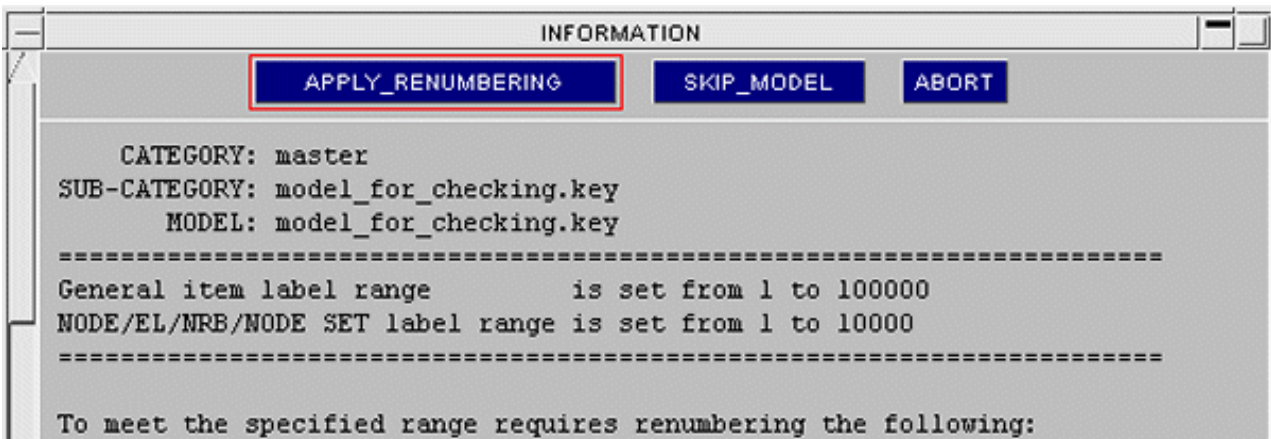 INFORMATION
APPLY_RENUMBERING SKIP_MODEL ABORT
CATEGORY: master
SUB-CATEGORY: model_for_checking.key
MODEL: model_for_checking.key
=======================================================================
General item label range is set from 1 to 100000
NODE/EL/NRB/NODE SET label range is set from 1 to 10000
=======================================================================
To meet the specified range requires renumbering the following: